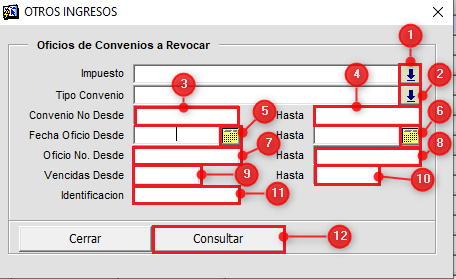 OTROS INGRESOS
Oficios de Convenios a Revocar
1
Impuesto
2
Tipo Convenio
3
4
Convenio No Desde Hasta
5
6
Fecha Oficio Desde Hasta
7
8
Oficio No. Desde Hasta
9
10
Vencidas Desde Hasta
11
Identificacion
12
Cerrar Consultar